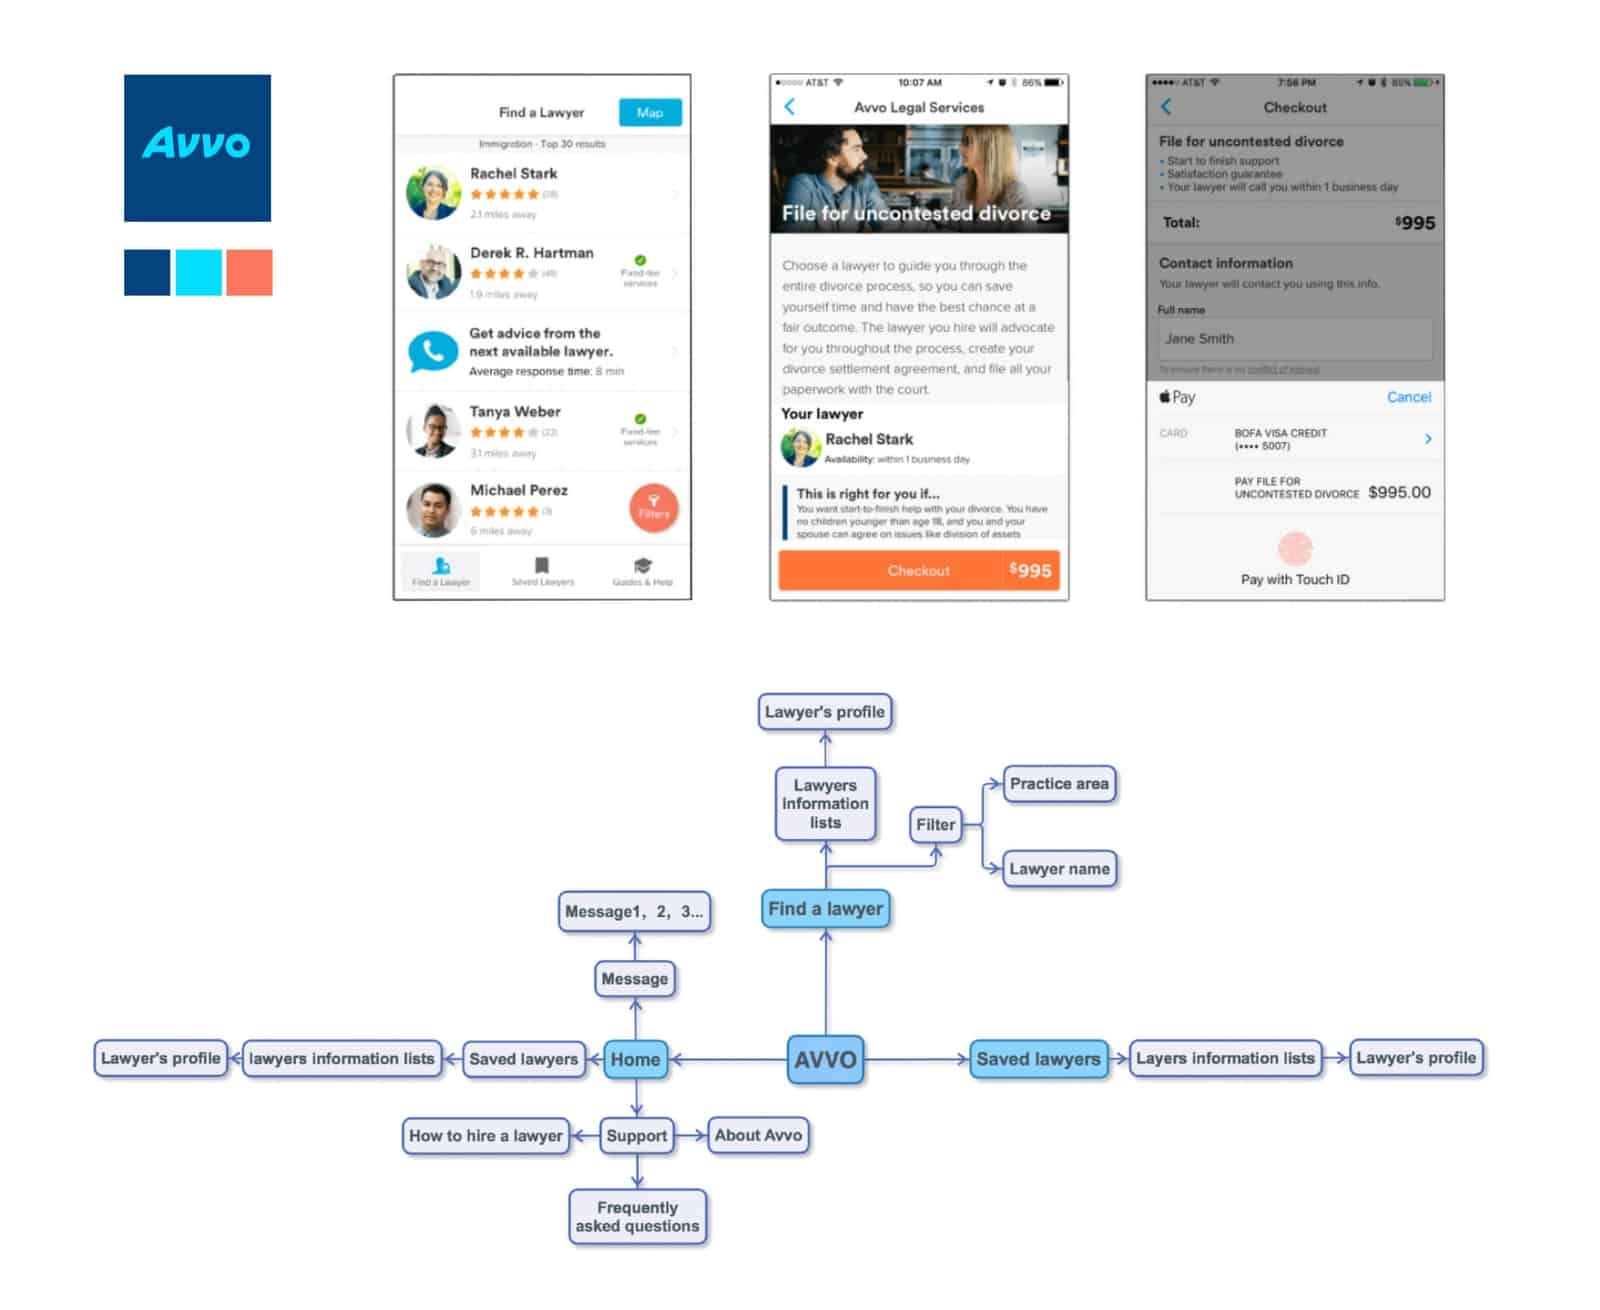 Avvo
Find a Lawyer
Map
Immigration - Top 30 results
Rachel Stark
(28)
2.1 miles away
Derek R. Hartman
1.9 miles away
Fixed-fee
services
Get advice from the
next available lawyer.
Average response time: 8 min
Tanya Weber
(22)
3.1 miles away
Fixed-fee
services
Michael Perez
6 miles away
Filters
Find a Lawyer
Saved Lawyers
Guides & Help
AT&T
10:07 AM
86%
Avvo Legal Services
File for uncontested divorce
Choose a lawyer to guide you through the
entire divorce process, so you can save
yourself time and have the best chance at a
fair outcome. The lawyer you hire will advocate
for you throughout the process, create your
divorce settlement agreement, and file all your
paperwork with the court.
Your lawyer
Rachel Stark
Availability: within 1 business day
This is right for you if...
You want start-to-finish help with your divorce. You have
no children younger than age 18, and you and your
spouse can agree on issues like division of assets
Checkout
$995
AT&T
7:56 PM
85%
Checkout
File for uncontested divorce
• Start to finish support
• Satisfaction guarantee
• Your lawyer will call you within 1 business day
Total:
$995
Contact information
Your lawyer will contact you using this info.
Full name
Jane Smith
To ensure there is no conflict of interest
Pay
Cancel
CARD
BOFA VISA CREDIT
(•••• 5007)
PAY FILE FOR
UNCONTESTED DIVORCE
$995.00
Pay with Touch ID
Lawyer's profile
Lawyers
information
lists
Filter
Practice area
Lawyer name
Find a lawyer
Message1, 2, 3...
Message
Lawyer's profile
lawyers information lists
Saved lawyers
Home
AVVO
Saved lawyers
Layers information lists
Lawyer's profile
How to hire a lawyer
Support
About Avvo
Frequently
asked questions